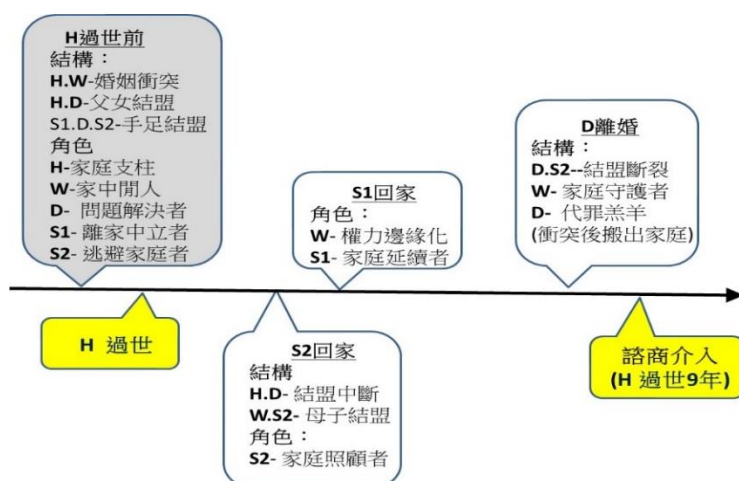 H過世前
結構：
H.W-婚姻衝突
H.D-父女結盟
S1.D.S2-手足結盟
角色
H-家庭支柱
W-家中閒人
D- 問題解決者
S1-離家中立者
S2-逃避家庭者
H 過世
S2回家
結構
H.D- 結盟中斷
W.S2- 母子結盟
角色：
S2- 家庭照顧者
S1回家
角色：
W- 權力邊緣化
S1- 家庭延續者
D離婚
結構：
D.S2--結盟斷裂
W- 家庭守護者
D- 代罪羔羊
(衝突後搬出家庭)
諮商介入
(H 過世9年)